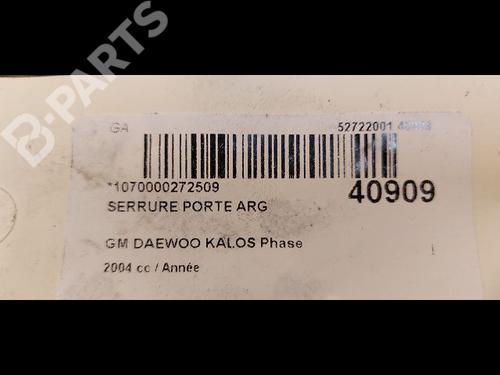 B-PARTS
GA
52722001
*1070000272509
40909
SERRURE PORTE ARG
GM DAEWOO KALOS Phase
2004 cc / Année